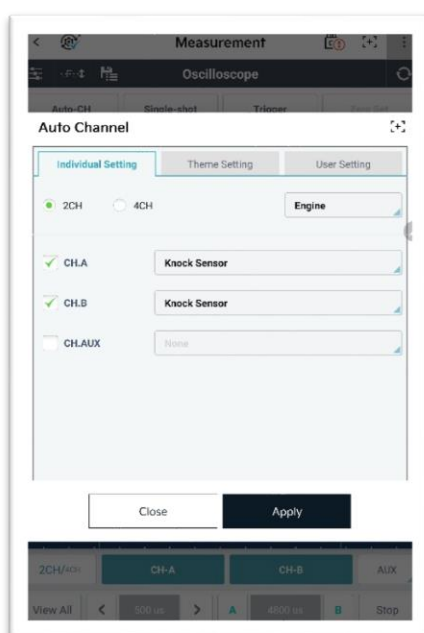 Measurement
Oscilloscope
Auto-CH Single-shot Trigger Zero Set
Auto Channel
Individual Setting Theme Setting User Setting
2CH 4CH Engine
CH.A Knock Sensor
CH.B Knock Sensor
CH.AUX None
Close Apply
2CH/4CH CH-A CH-B AUX
View All 500 us A 4800 us B Stop